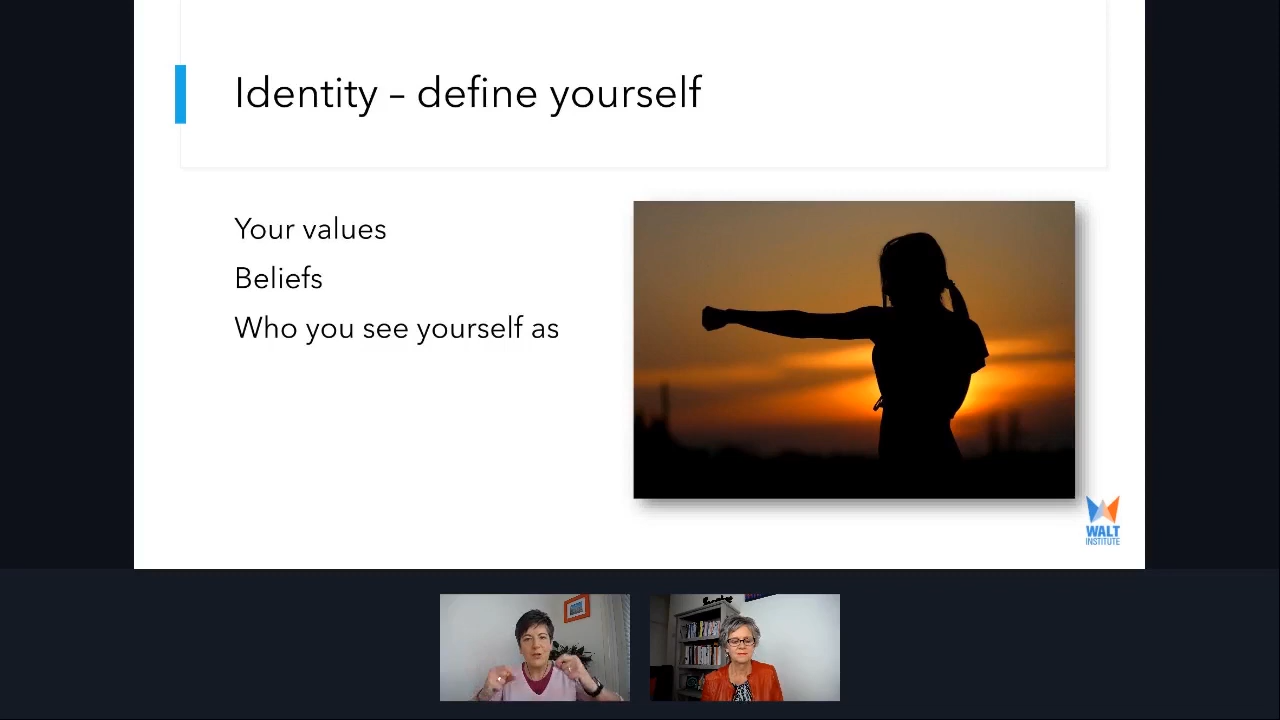 Identity – define yourself
Your values
Beliefs
Who you see yourself as
WALT
INSTITUTE